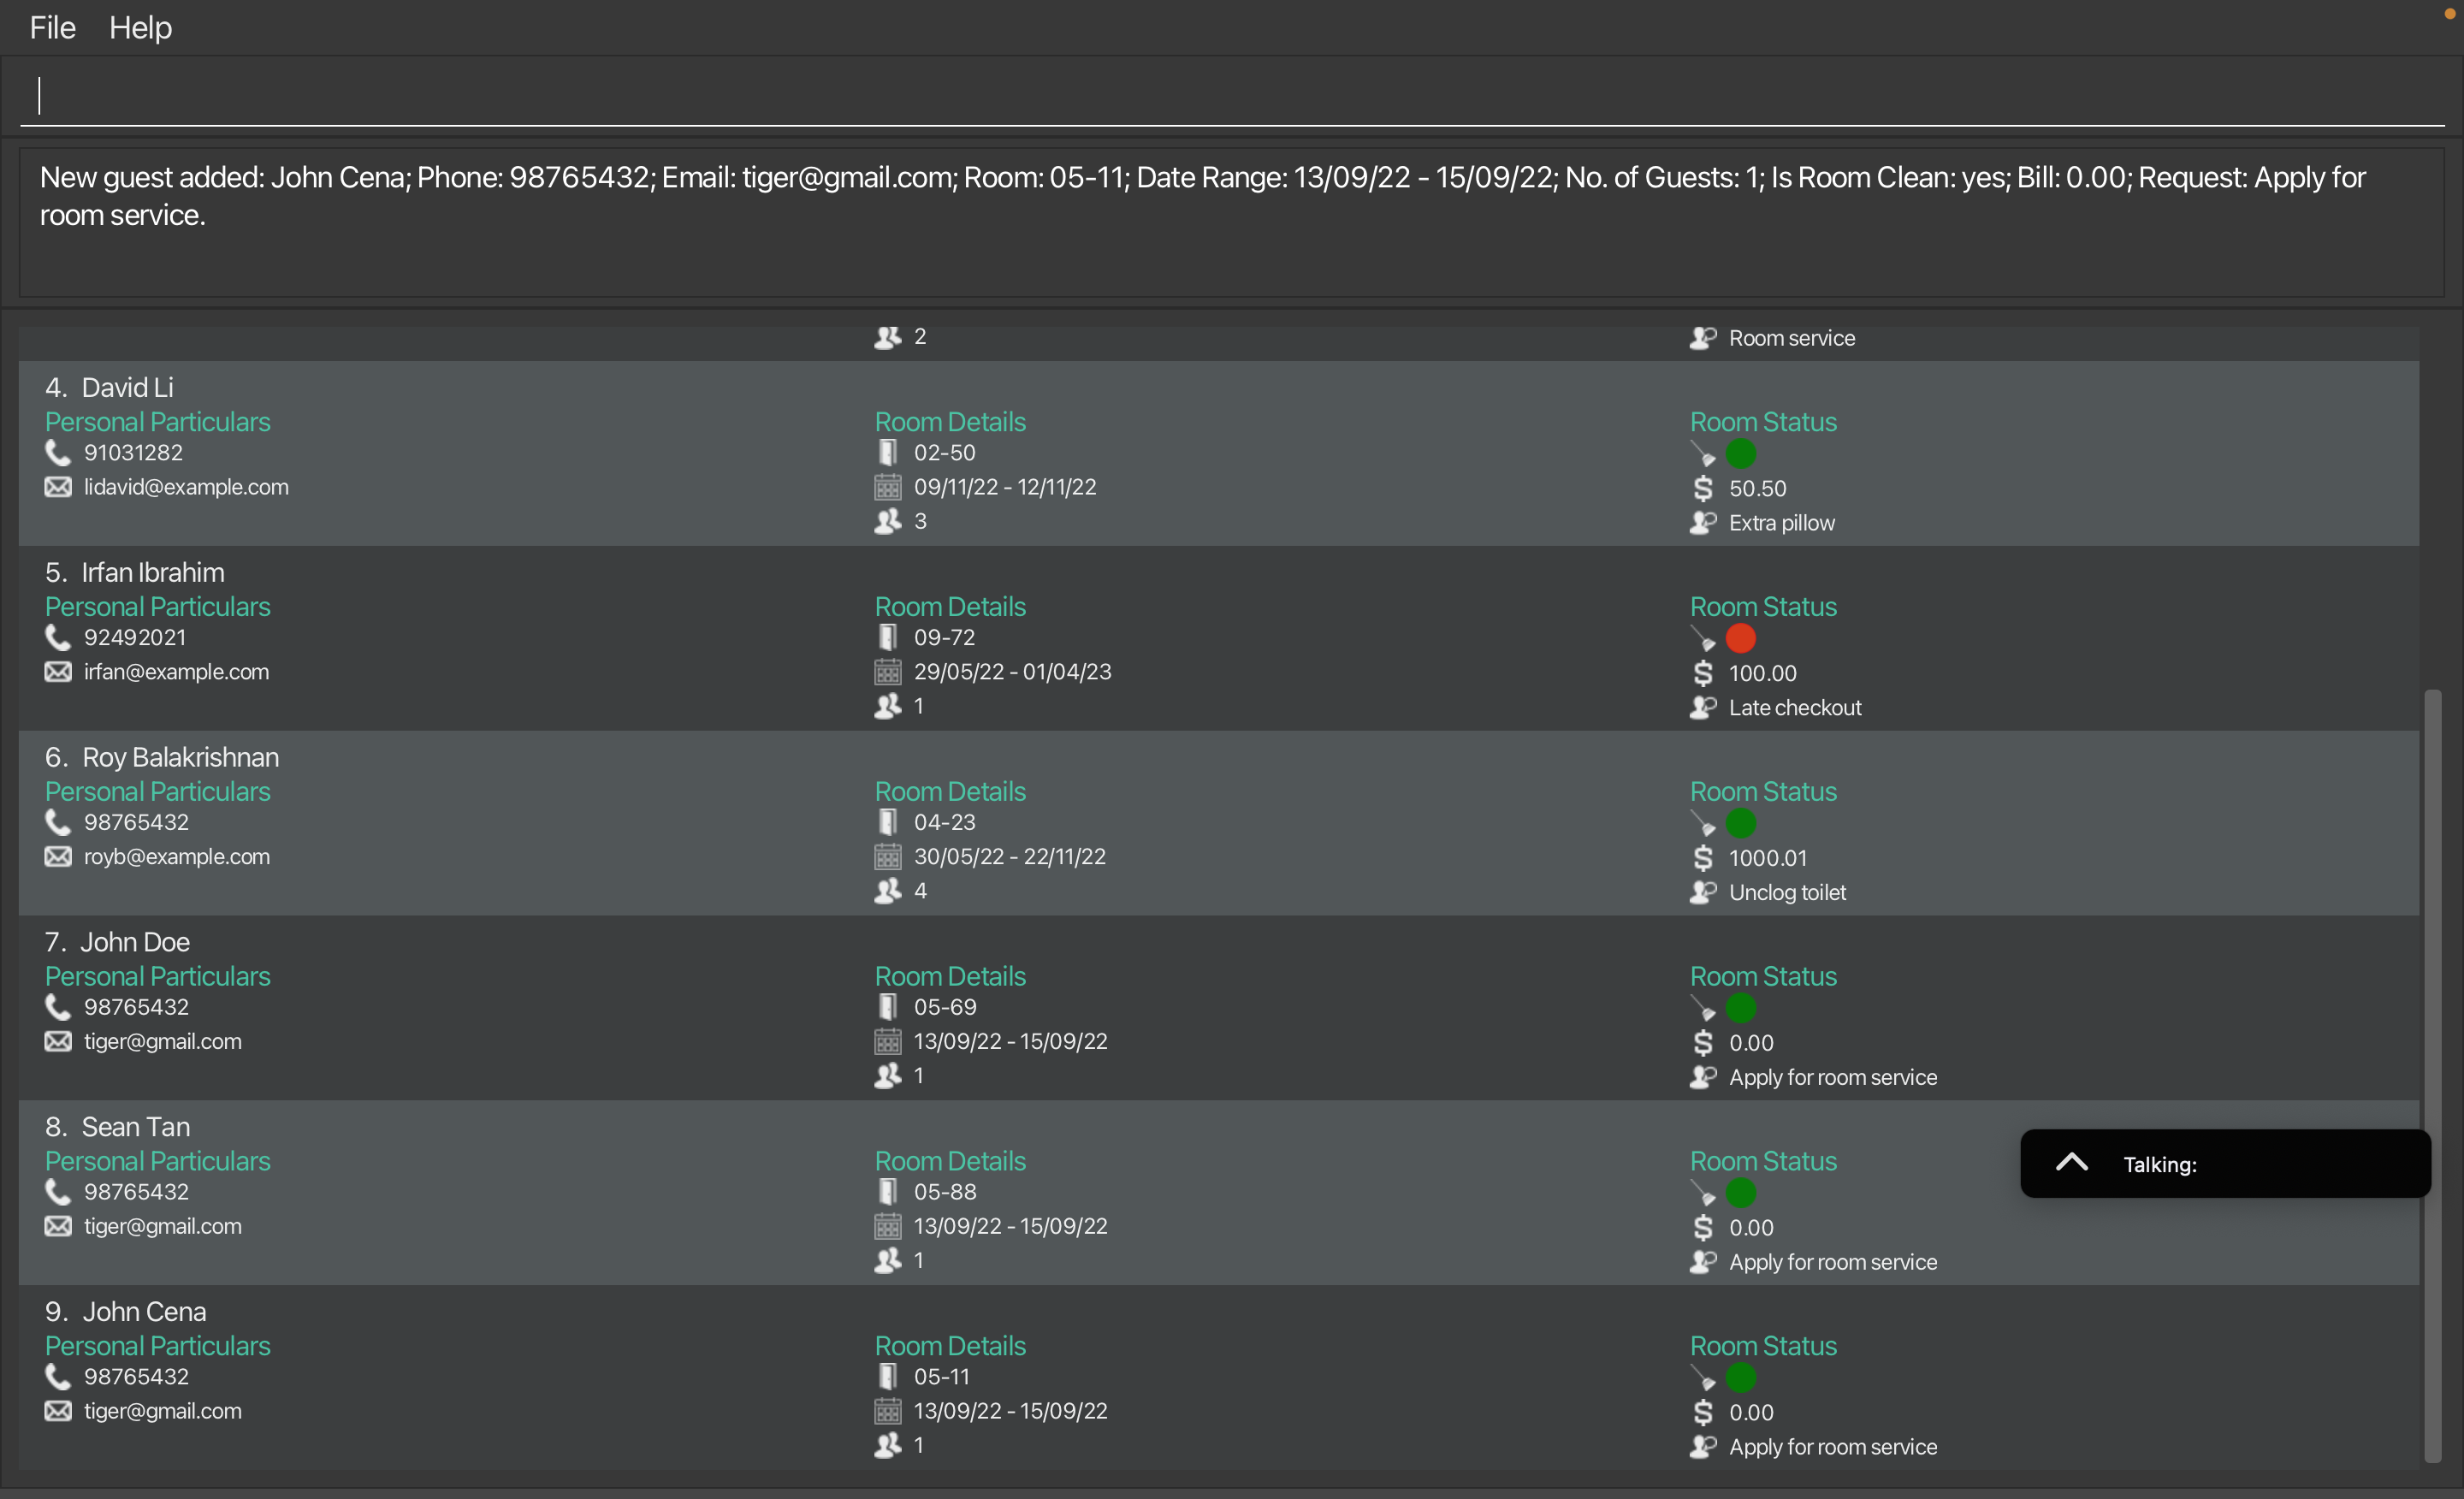 File Help
New guest added: John Cena; Phone: 98765432; Email: tiger@gmail.com; Room: 05-11; Date Range: 13/09/22 - 15/09/22; No. of Guests: 1; Is Room Clean: yes; Bill: 0.00; Request: Apply for
room service.
2 Room service
4. David Li
Personal Particulars Room Details Room Status
91031282 02-50
lidavid@example.com 09/11/22 - 12/11/22 $ 50.50
3 Extra pillow
5. Irfan Ibrahim
Personal Particulars Room Details Room Status
92492021 09-72
irfan@example.com 29/05/22 - 01/04/23 $ 100.00
1 Late checkout
6. Roy Balakrishnan
Personal Particulars Room Details Room Status
98765432 04-23
royb@example.com 30/05/22 - 22/11/22 $ 1000.01
4 Unclog toilet
7. John Doe
Personal Particulars Room Details Room Status
98765432 05-69
tiger@gmail.com 13/09/22 - 15/09/22 $ 0.00
1 Apply for room service
8. Sean Tan
Personal Particulars Room Details Room Status
Talking:
98765432 05-88
tiger@gmail.com 13/09/22 - 15/09/22 $ 0.00
1 Apply for room service
9. John Cena
Personal Particulars Room Details Room Status
98765432 05-11
tiger@gmail.com 13/09/22 - 15/09/22 $ 0.00
1 Apply for room service